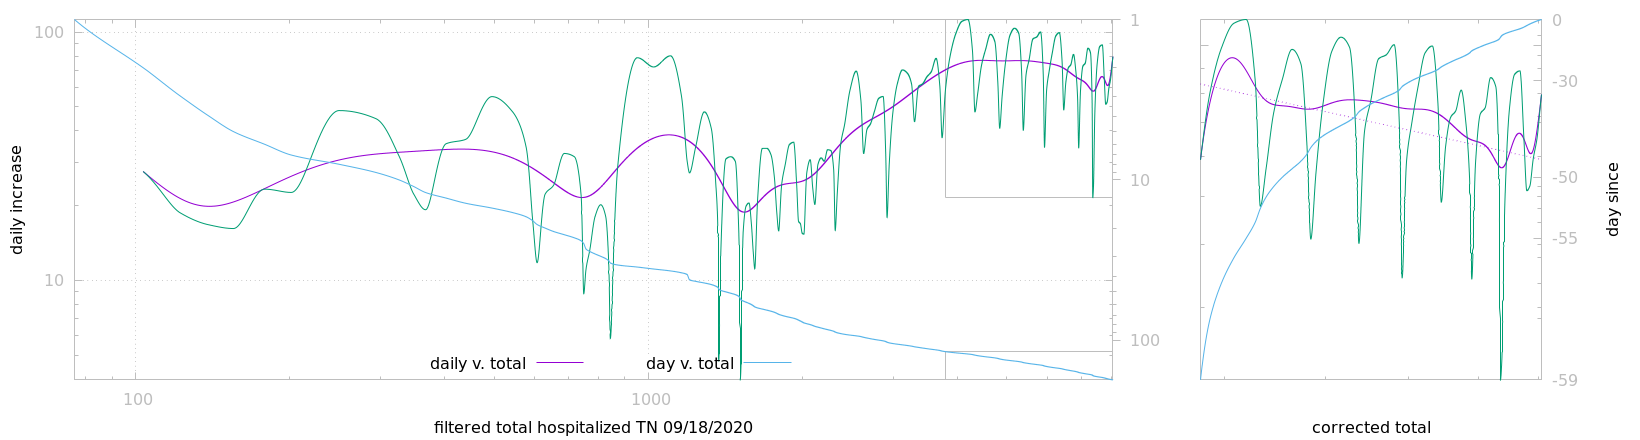 100
10
daily increase
daily v. total
day v. total
100
1000
filtered total hospitalized TN 09/18/2020
1
10
100
0
-30
-50
-55
-59
day since
corrected total